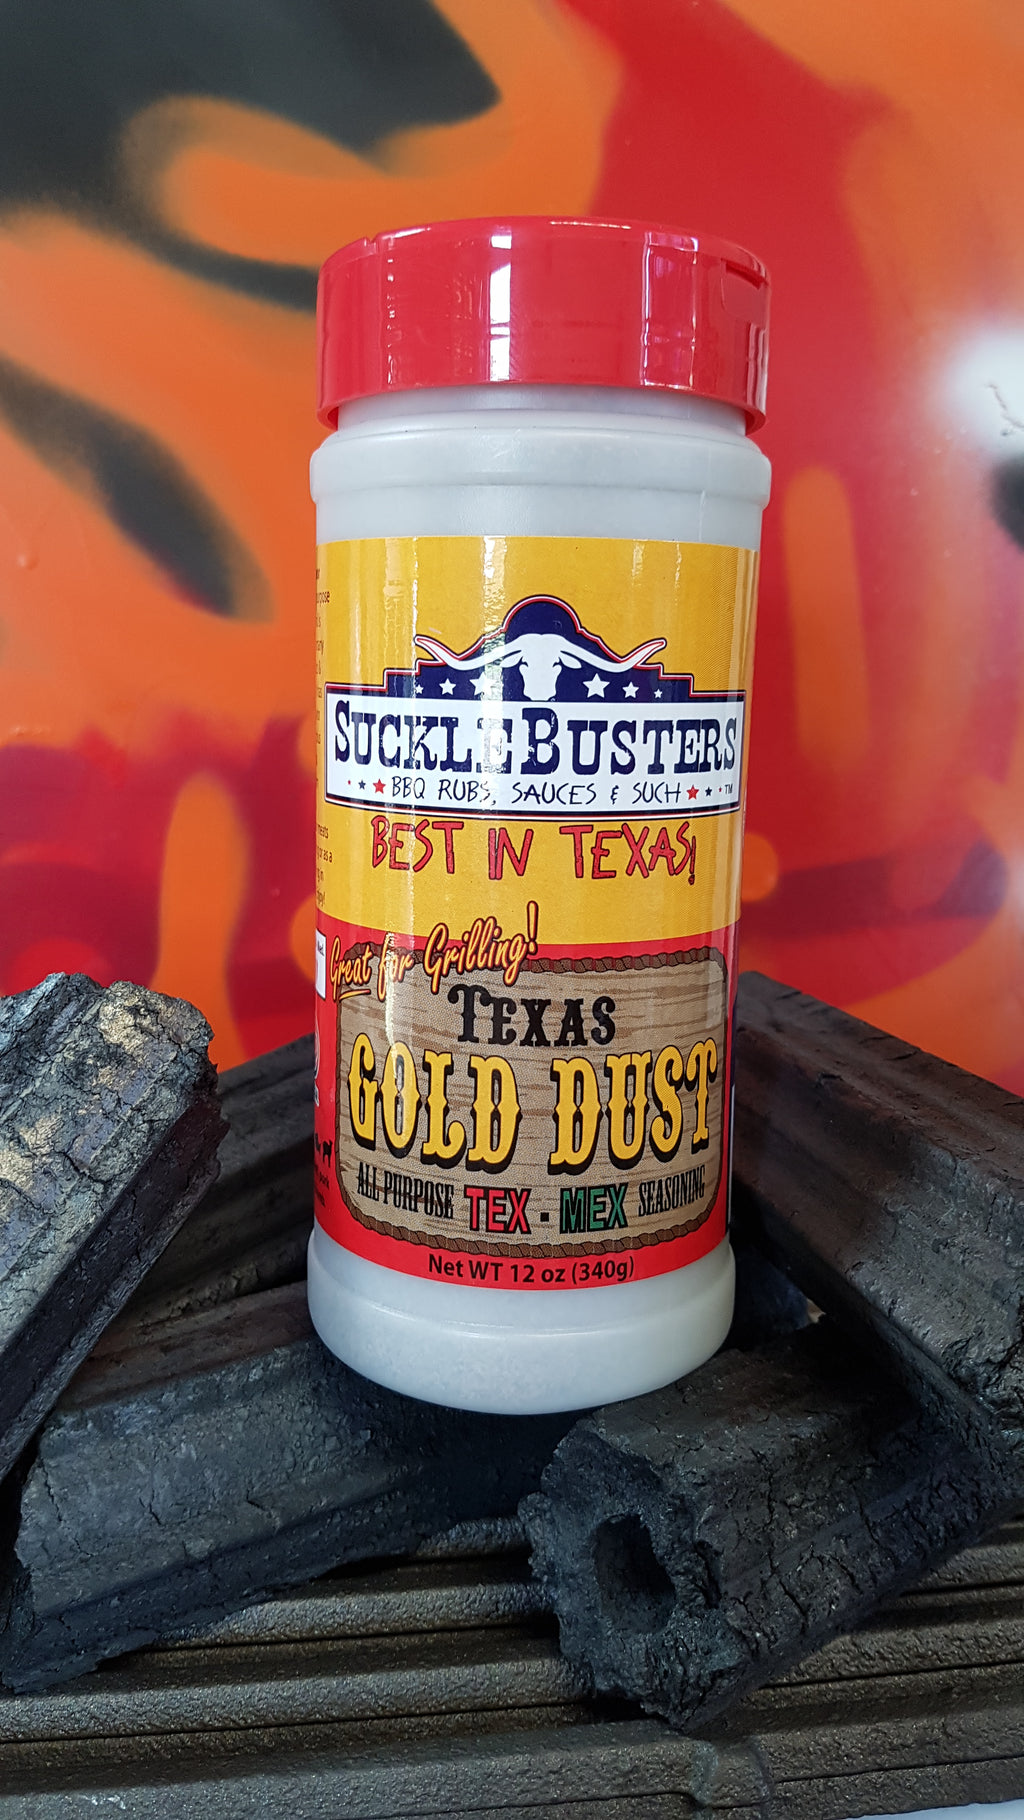 SUCKLEBUSTERS
BBQ RUBS, SAUCES & SUCH TM
BEST IN TEXAS!
Great for Grilling!
TEXAS
GOLD DUST
ALL PURPOSE TEX-MEX SEASONING
Net WT 12 oz (340g)